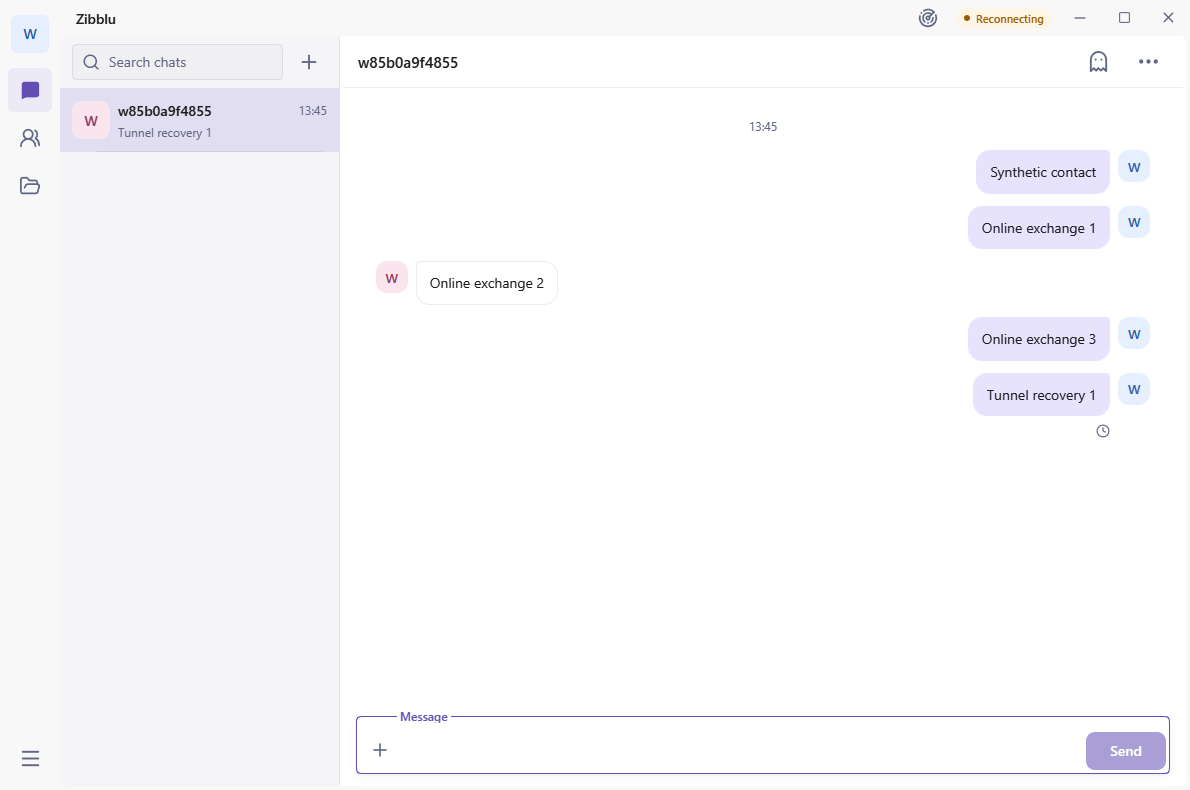 W
Zibblu
Reconnecting
Search chats
W
w85b0a9f4855
13:45
Tunnel recovery 1
w85b0a9f4855
13:45
Synthetic contact
W
Online exchange 1
W
W
Online exchange 2
Online exchange 3
W
Tunnel recovery 1
W
Message
Send